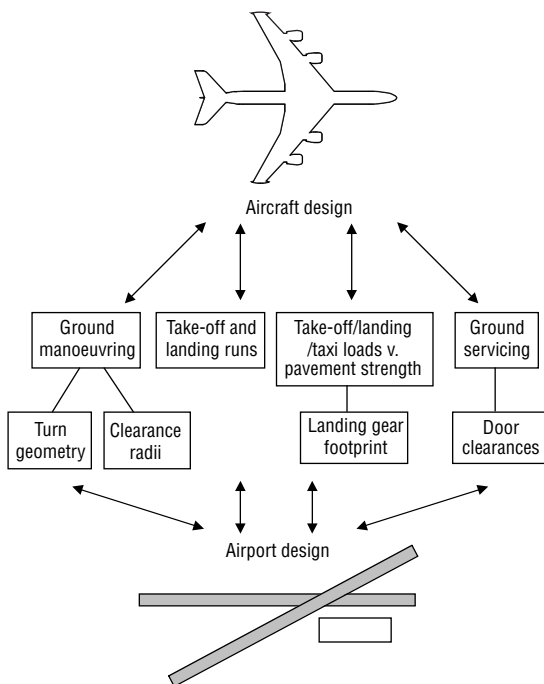 Aircraft design
Ground
manoeuvring
Take-off and
landing runs
Take-off/landing
/taxi loads v.
pavement strength
Ground
servicing
Turn
geometry
Clearance
radii
Landing gear
footprint
Door
clearances
Airport design